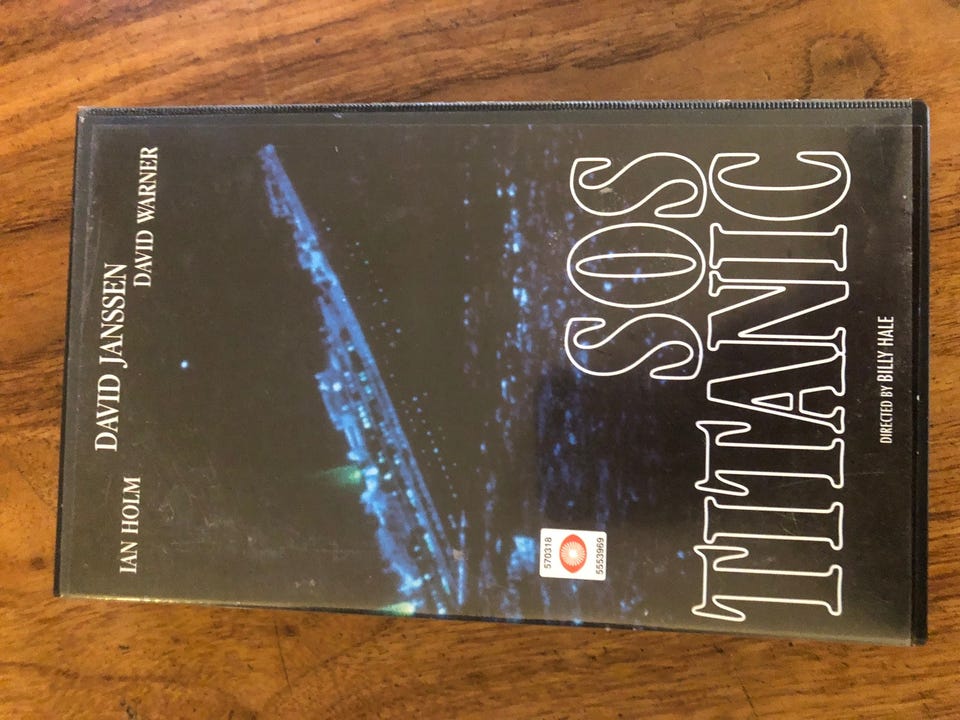 DAVID JANSSEN
IAN HOLM
DAVID WARNER
570318
5553969
SOS
TITANIC
DIRECTED BY BILLY HALE